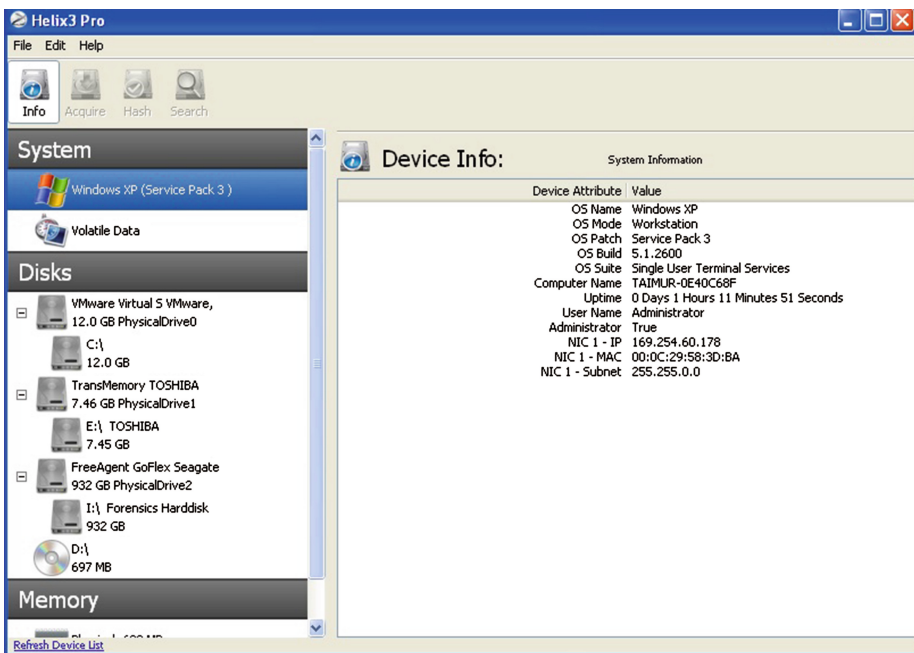 Helix3 Pro
File Edit Help
Info Acquire Hash Search
System
Windows XP (Service Pack 3 )
Volatile Data
Disks
VMware Virtual S VMware,
12.0 GB PhysicalDrive0
C:\
12.0 GB
TransMemory TOSHIBA
7.46 GB PhysicalDrive1
E:\ TOSHIBA
7.45 GB
FreeAgent GoFlex Seagate
932 GB PhysicalDrive2
I:\ Forensics Harddisk
932 GB
D:\
697 MB
Memory
Refresh Device List
Device Info: System Information
Device Attribute Value
OS Name Windows XP
OS Mode Workstation
OS Patch Service Pack 3
OS Build 5.1.2600
OS Suite Single User Terminal Services
Computer Name TAIMUR-0E40C68F
Uptime 0 Days 1 Hours 11 Minutes 51 Seconds
User Name Administrator
Administrator True
NIC 1 - IP 169.254.60.178
NIC 1 - MAC 00:0C:29:58:3D:BA
NIC 1 - Subnet 255.255.0.0